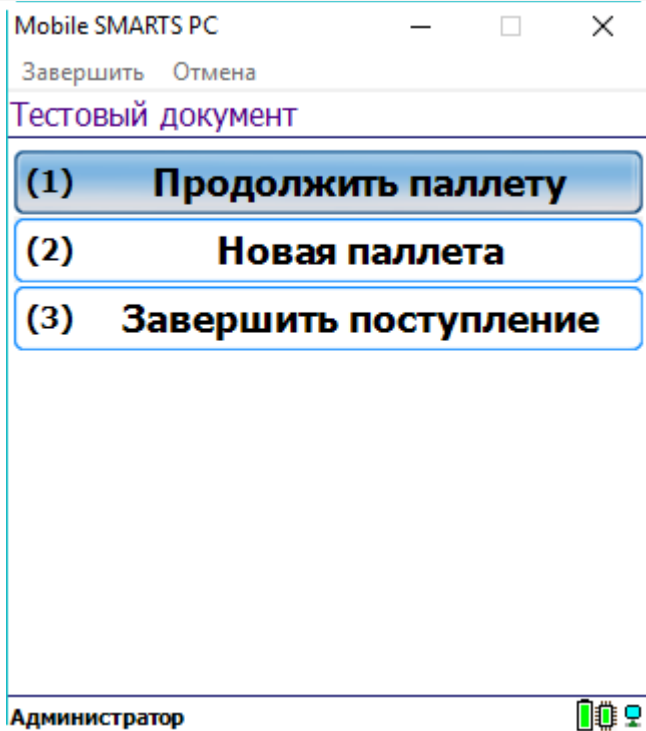 Mobile SMARTS PC
Завершить Отмена
Тестовый документ
(1) Продолжить паллету
(2) Новая паллета
(3) Завершить поступление
Администратор